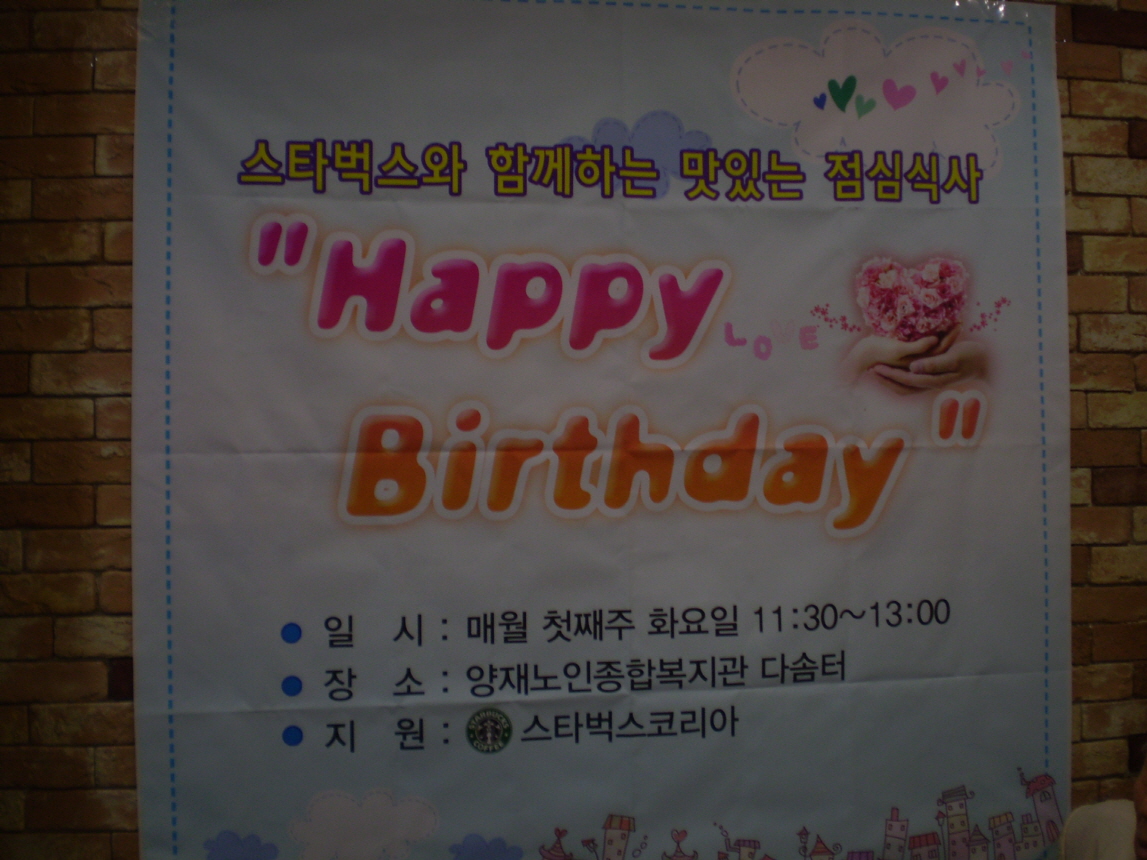 스타벅스와 함께하는 맛있는 점심식사
"Happy
LOVE
Birthday"
일 시 : 매월 첫째주 화요일 11:30~13:00
장 소 : 양재노인종합복지관 다솜터
지 원 : STARBUCKS COFFEE 스타벅스코리아